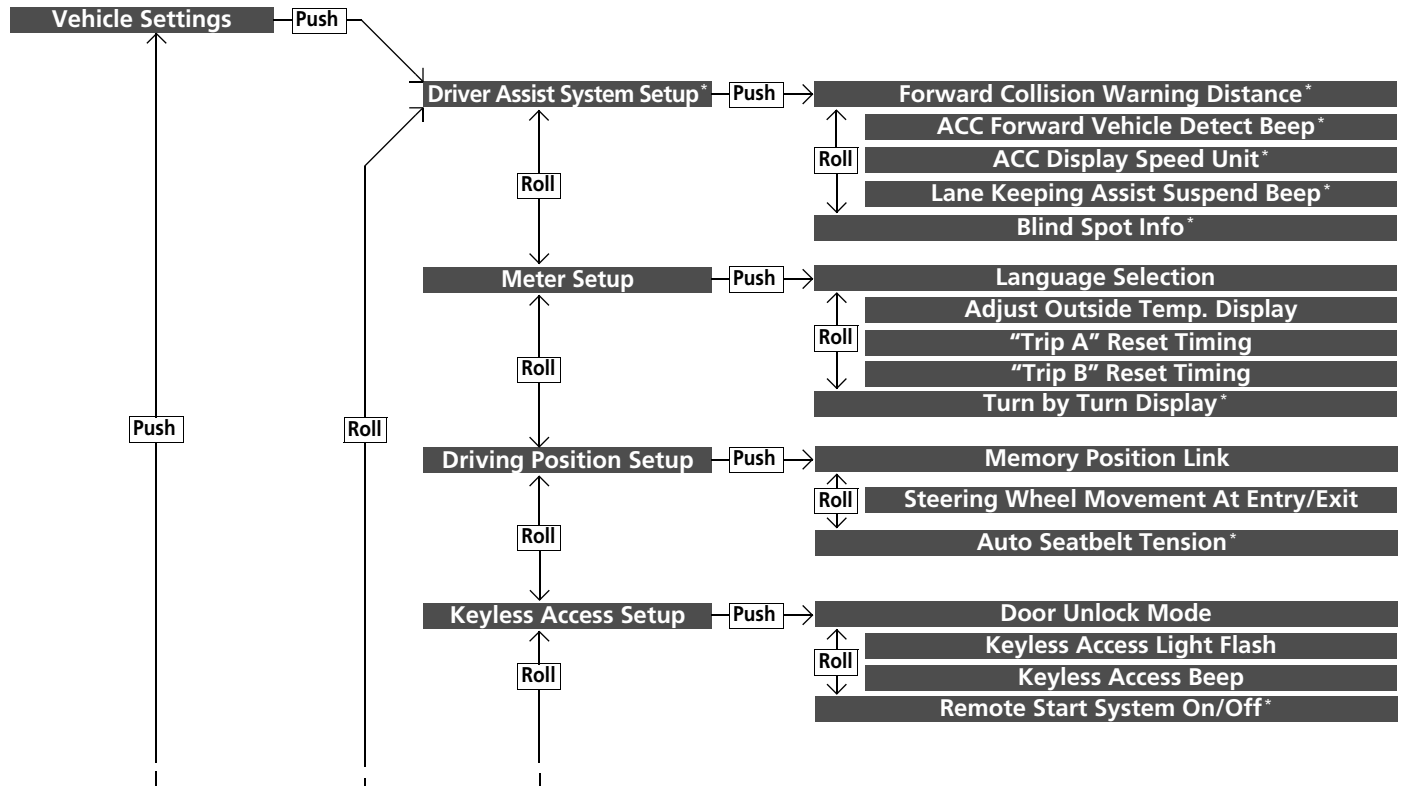 Vehicle Settings Push
Driver Assist System Setup* Push Forward Collision Warning Distance*
ACC Forward Vehicle Detect Beep*
Roll ACC Display Speed Unit*
Roll
Lane Keeping Assist Suspend Beep*
Blind Spot Info*
Meter Setup Push Language Selection
Adjust Outside Temp. Display
Roll “Trip A” Reset Timing
Roll
“Trip B” Reset Timing
Turn by Turn Display*
Push Roll
Driving Position Setup Push Memory Position Link
Roll Steering Wheel Movement At Entry/Exit
Roll
Auto Seatbelt Tension*
Keyless Access Setup Push Door Unlock Mode
Keyless Access Light Flash
Roll
Roll Keyless Access Beep
Remote Start System On/Off*